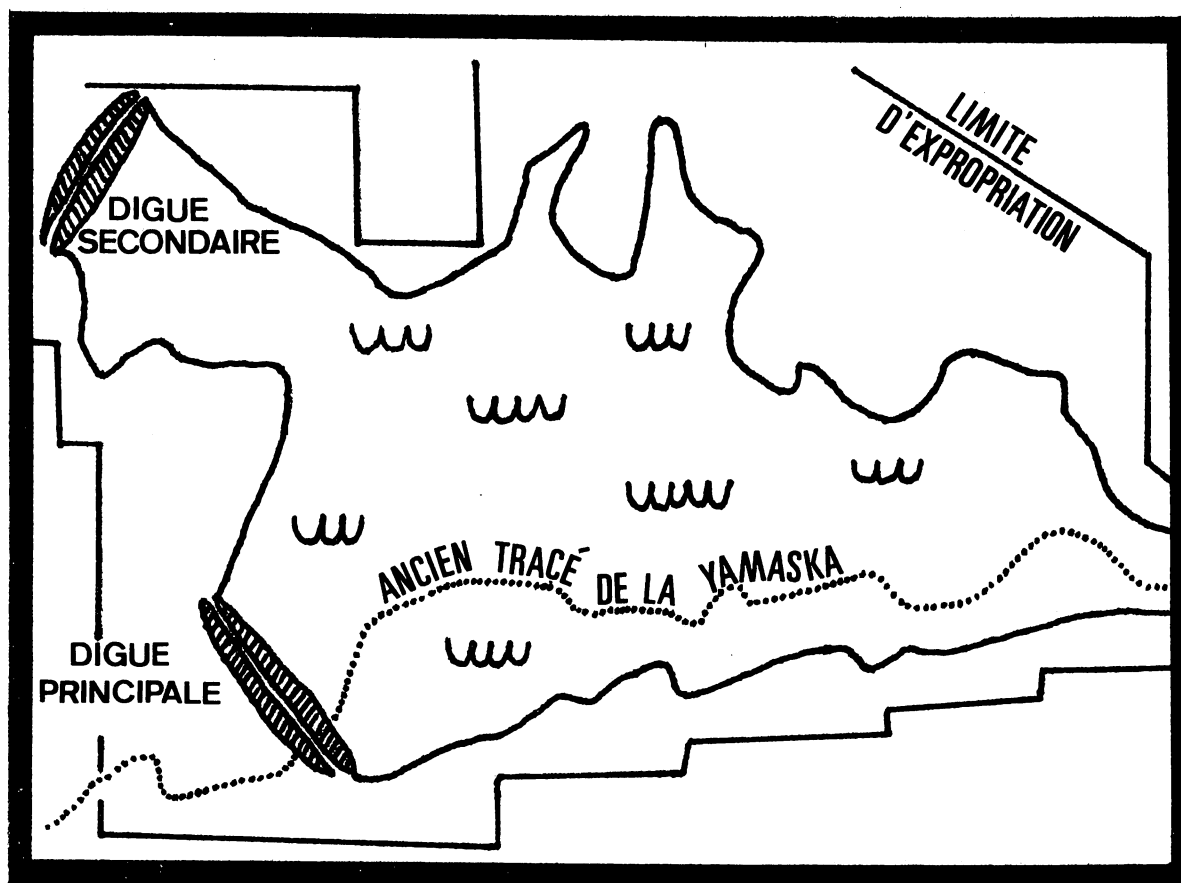 LIMITE
D'EXPROPRIATION
DIGUE
SECONDAIRE
ANCIEN TRACÉ DE LA YAMASKA
DIGUE
PRINCIPALE